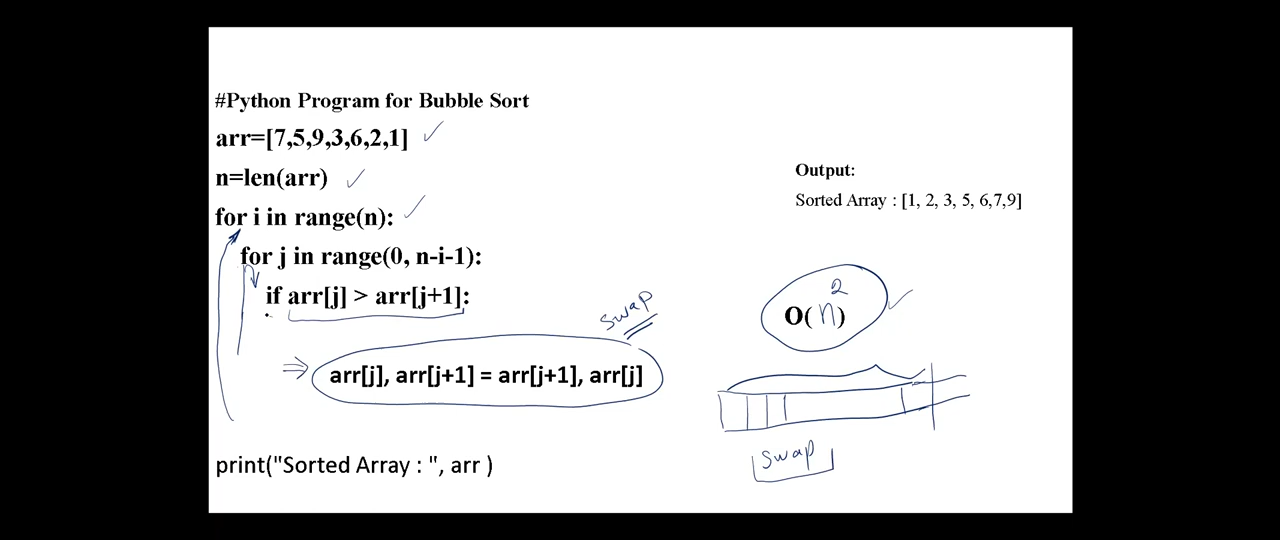 #Python Program for Bubble Sort
arr=[7,5,9,3,6,2,1]
n=len(arr)
for i in range(n):
for j in range(0, n-i-1):
if arr[j] > arr[j+1]:
swap
arr[j], arr[j+1] = arr[j+1], arr[j]
print("Sorted Array : ", arr )
Output:
Sorted Array : [1, 2, 3, 5, 6,7,9]
O(n²)
swap